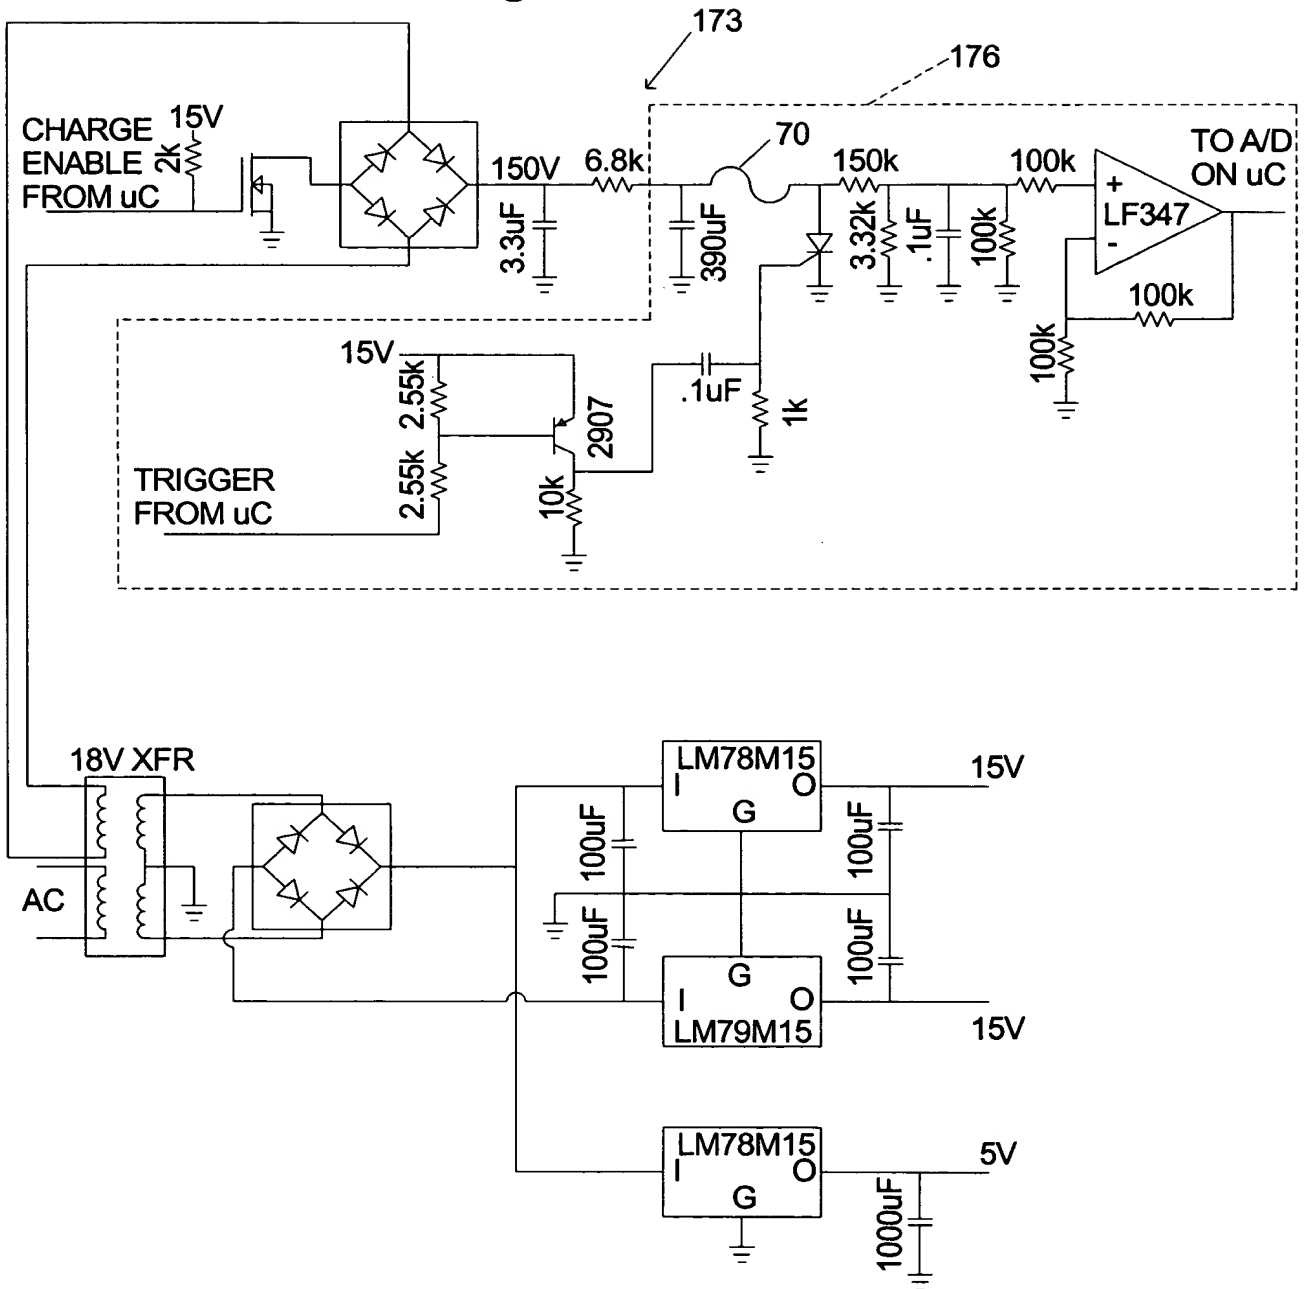 173
176
70
15V
CHARGE
ENABLE
FROM uC
2k
150V
6.8k
3.3uF
390uF
150k
3.32k
.1uF
100k
100k
+
LF347
-
TO A/D
ON uC
100k
100k
15V
2.55k
2.55k
2907
10k
.1uF
1k
TRIGGER
FROM uC
18V XFR
AC
LM78M15
I O
G
15V
100uF
100uF
100uF
100uF
G
I O
LM79M15
15V
LM78M15
I O
G
5V
1000uF